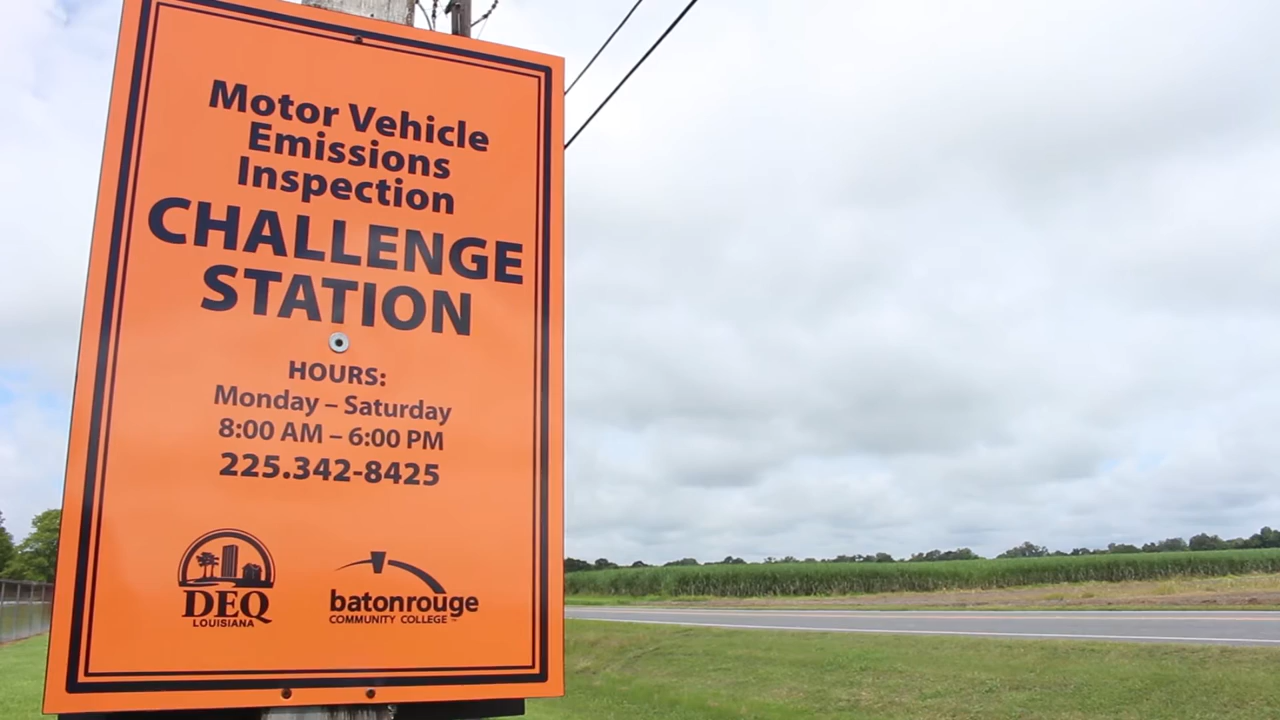 Motor Vehicle
Emissions
Inspection
CHALLENGE
STATION
HOURS:
Monday – Saturday
8:00 AM – 6:00 PM
225.342-8425
DEQ
LOUISIANA
batonrouge
COMMUNITY COLLEGE™